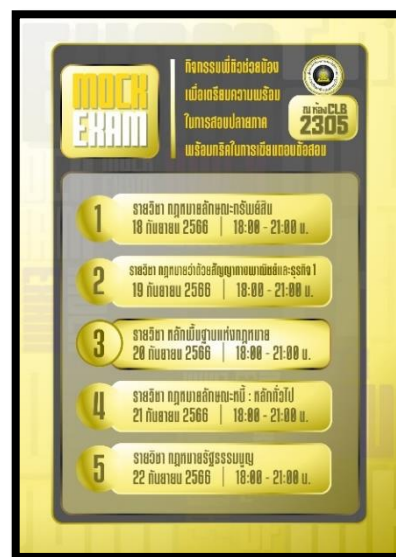 MOCK
EXAM
กิจกรรมพี่ติวช่วยน้อง
เพื่อเตรียมความพร้อม
ในการสอบปลายภาค
พร้อมทริคในการเขียนตอบข้อสอบ
ณ ห้อง CLB
2305
1
รายวิชา กฎหมายลักษณะทรัพย์สิน
18 กันยายน 2566 | 18:00 - 21:00 น.
2
รายวิชา กฎหมายว่าด้วยสัญญาทางพาณิชย์และธุรกิจ 1
19 กันยายน 2566 | 18:00 - 21:00 น.
3
รายวิชา หลักพื้นฐานแห่งกฎหมาย
20 กันยายน 2566 | 18:00 - 21:00 น.
4
รายวิชา กฎหมายลักษณะหนี้ : หลักทั่วไป
21 กันยายน 2566 | 18:00 - 21:00 น.
5
รายวิชา กฎหมายรัฐธรรมนูญ
22 กันยายน 2566 | 18:00 - 21:00 น.